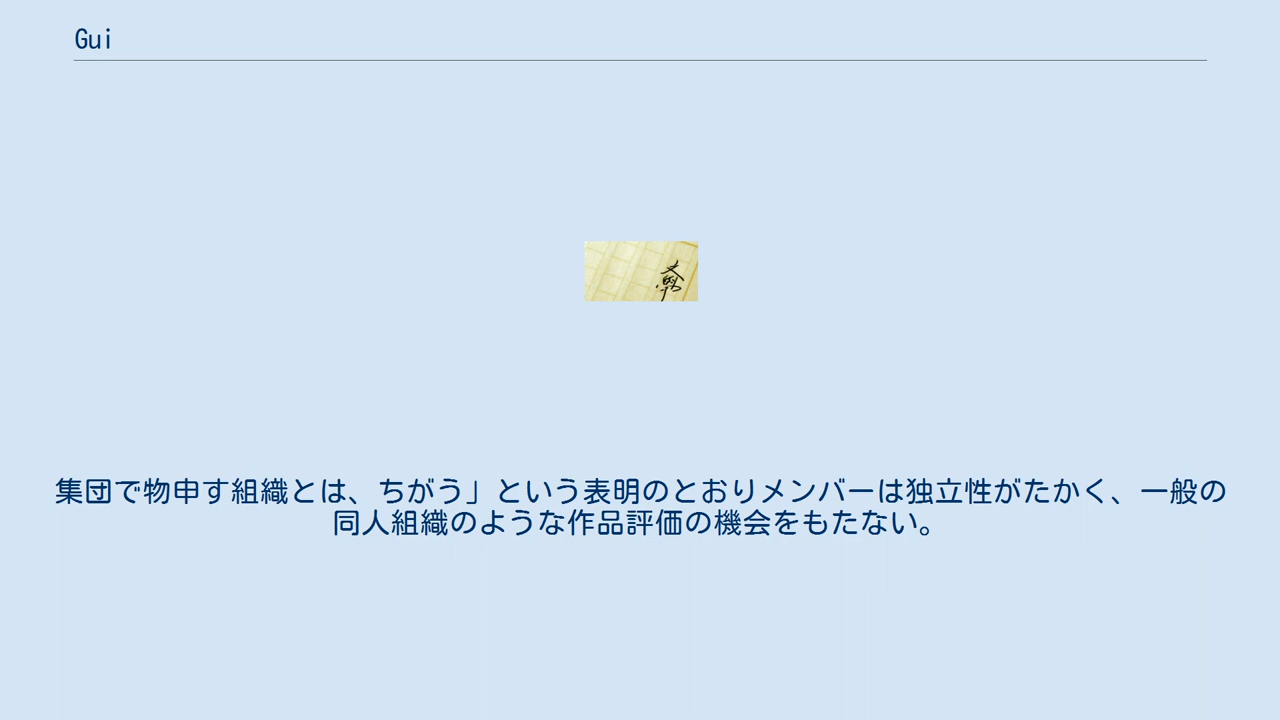 Gui
集団で物申す組織とは、ちがう」という表明のとおりメンバーは独立性がたかく、一般の
同人組織のような作品評価の機会をもたない。